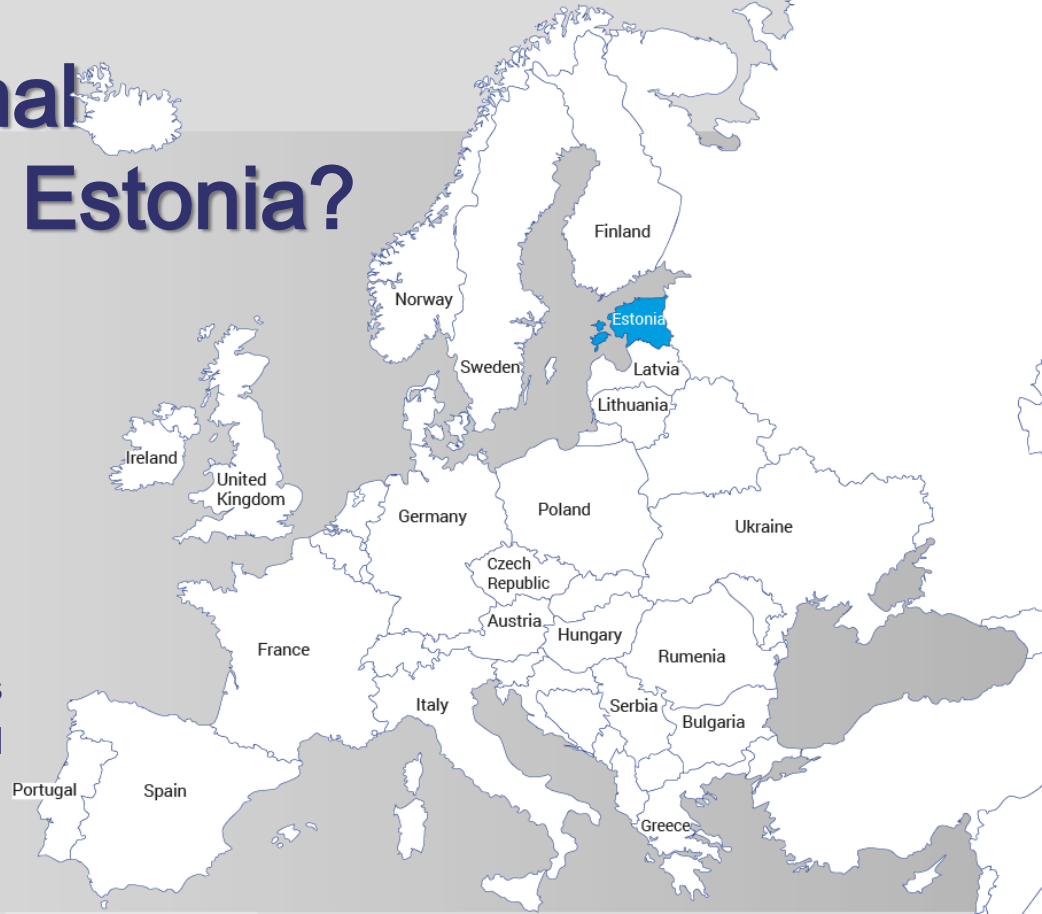 nal
Estonia?
Finland
Norway
Estonia
Sweden
Latvia
Lithuania
Ireland
United
Kingdom
Germany
Poland
Ukraine
Czech
Republic
Austria
Hungary
France
Rumenia
Italy
Serbia
Bulgaria
s
Portugal
Spain
Greece